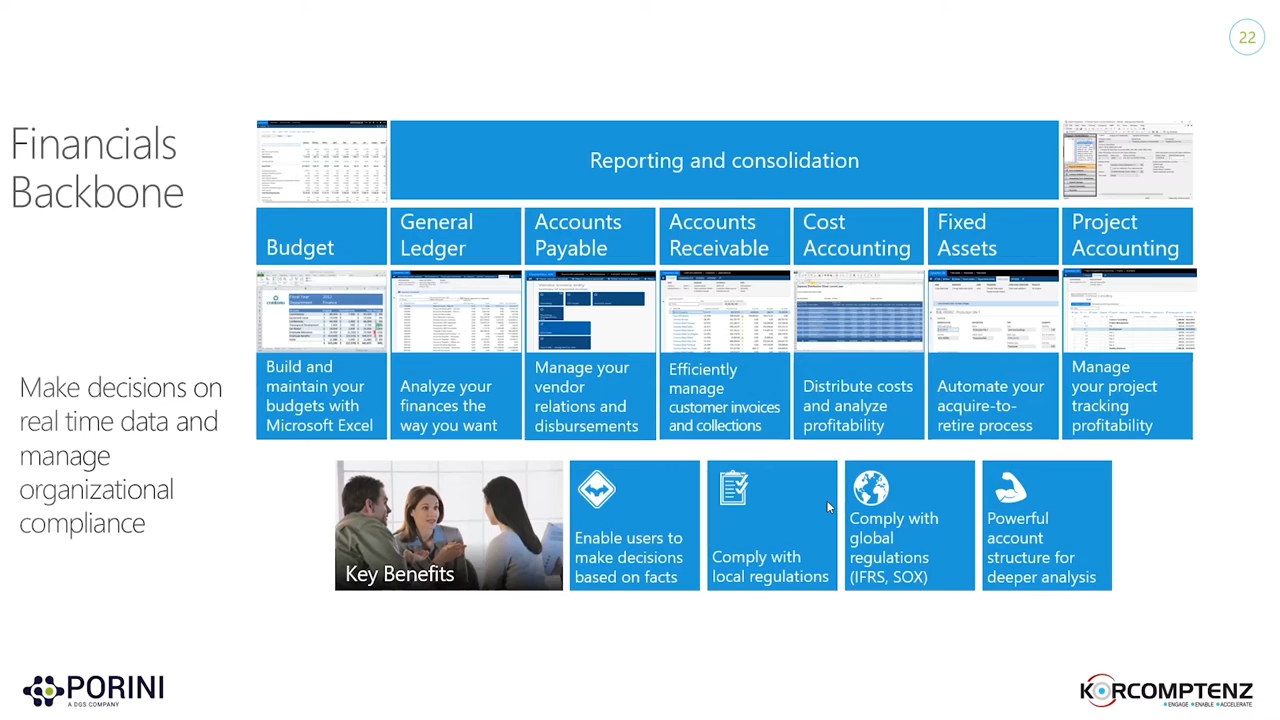 22
Financials
Backbone
Make decisions on
real time data and
manage
organizational
compliance
Reporting and consolidation
Budget
General
Ledger
Accounts
Payable
Accounts
Receivable
Cost
Accounting
Fixed
Assets
Project
Accounting
Build and
maintain your
budgets with
Microsoft Excel
Analyze your
finances the
way you want
Manage your
vendor
relations and
disbursements
Efficiently
manage
customer invoices
and collections
Distribute costs
and analyze
profitability
Automate your
acquire-to-
retire process
Manage
your project
tracking
profitability
Key Benefits
Enable users to
make decisions
based on facts
Comply with
local regulations
Comply with
global
regulations
(IFRS, SOX)
Powerful
account
structure for
deeper analysis
PORINI
A DGS COMPANY
KORCOMPTENZ
ENGAGE ENABLE ACCELERATE